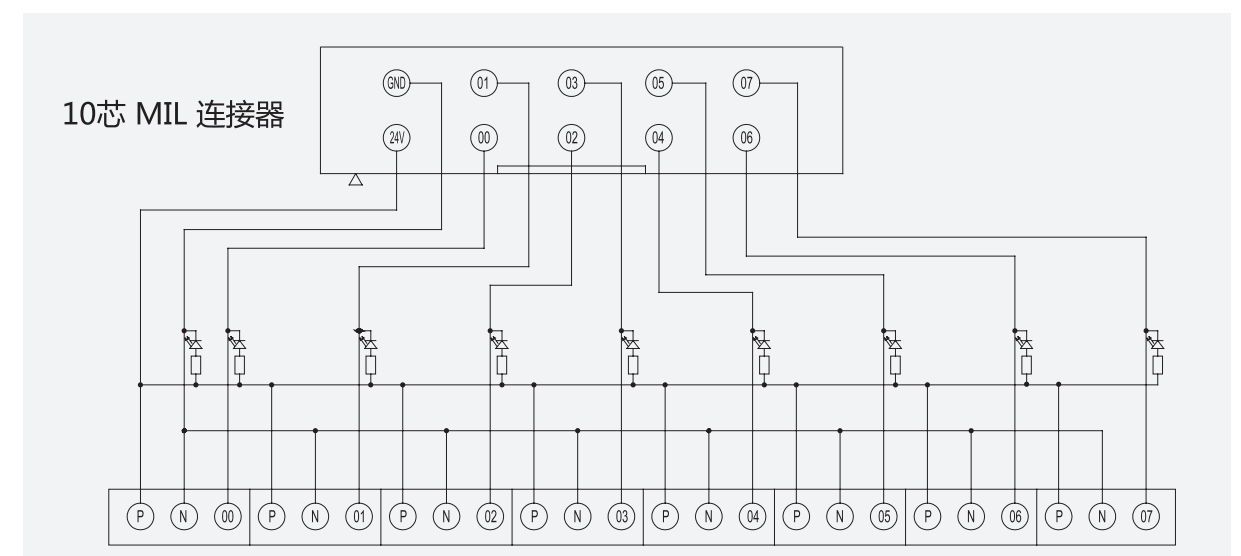 GND 01 03 05 07
10芯 MIL 连接器
24V 00 02 04 06
P N 00 P N 01 P N 02 P N 03 P N 04 P N 05 P N 06 P N 07